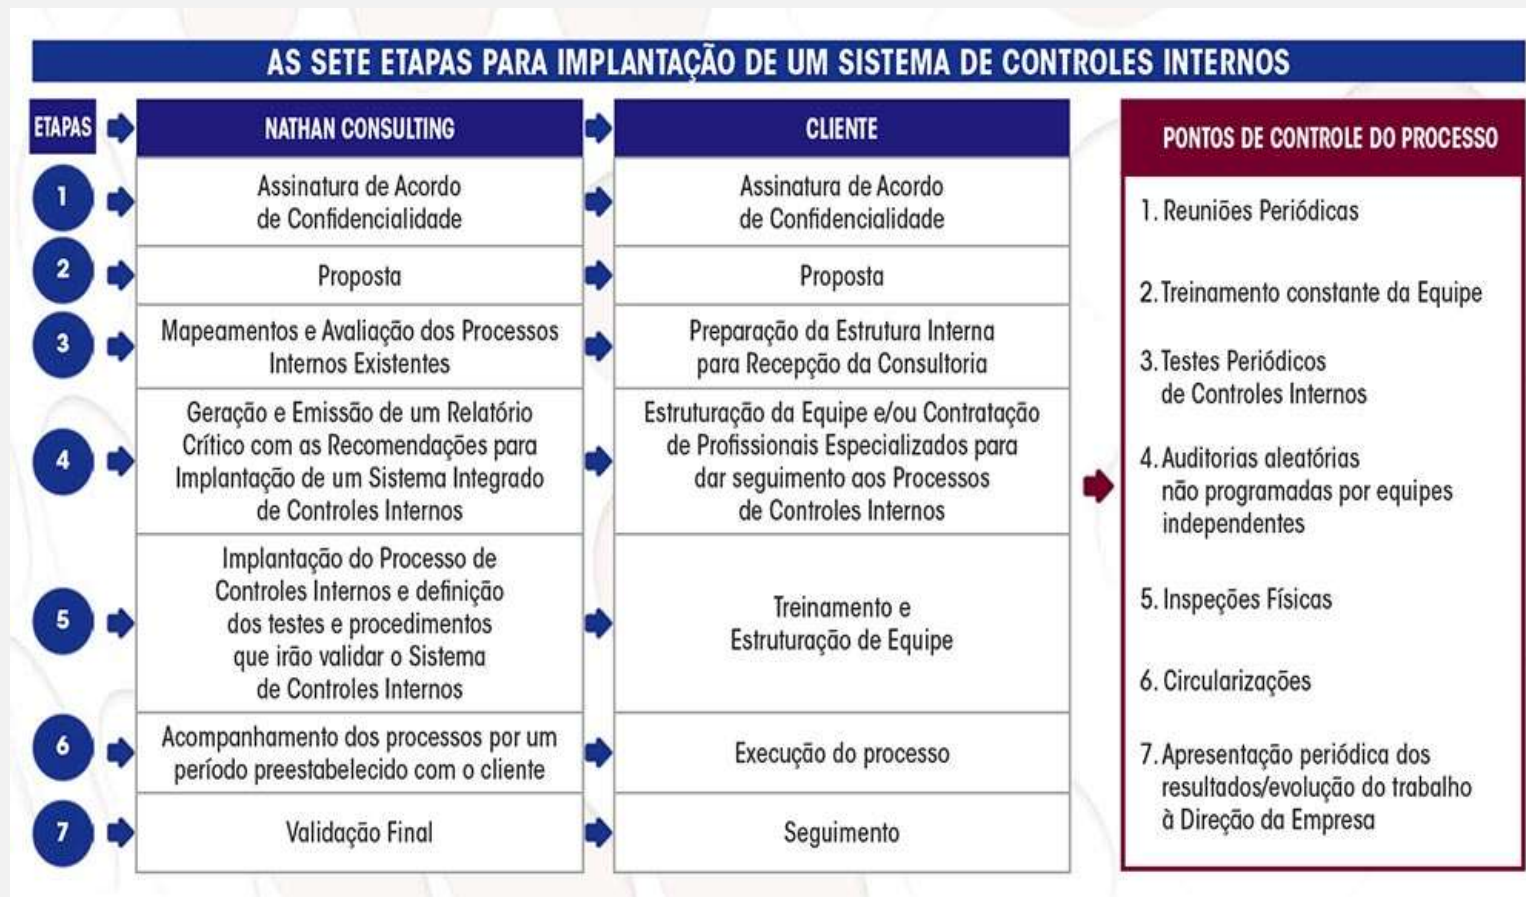 AS SETE ETAPAS PARA IMPLANTAÇÃO DE UM SISTEMA DE CONTROLES INTERNOS
ETAPAS
NATHAN CONSULTING
CLIENTE
1
Assinatura de Acordo
de Confidencialidade
Assinatura de Acordo
de Confidencialidade
2
Proposta
Proposta
3
Mapeamentos e Avaliação dos Processos
Internos Existentes
Preparação da Estrutura Interna
para Recepção da Consultoria
4
Geração e Emissão de um Relatório
Crítico com as Recomendações para
Implantação de um Sistema Integrado
de Controles Internos
Estruturação da Equipe e/ou Contratação
de Profissionais Especializados para
dar seguimento aos Processos
de Controles Internos
5
Implantação do Processo de
Controles Internos e definição
dos testes e procedimentos
que irão validar o Sistema
de Controles Internos
Treinamento e
Estruturação de Equipe
6
Acompanhamento dos processos por um
período preestabelecido com o cliente
Execução do processo
7
Validação Final
Seguimento
PONTOS DE CONTROLE DO PROCESSO
1. Reuniões Periódicas
2. Treinamento constante da Equipe
3. Testes Periódicos
de Controles Internos
4. Auditorias aleatórias
não programadas por equipes
independentes
5. Inspeções Físicas
6. Circularizações
7. Apresentação periódica dos
resultados/evolução do trabalho
à Direção da Empresa